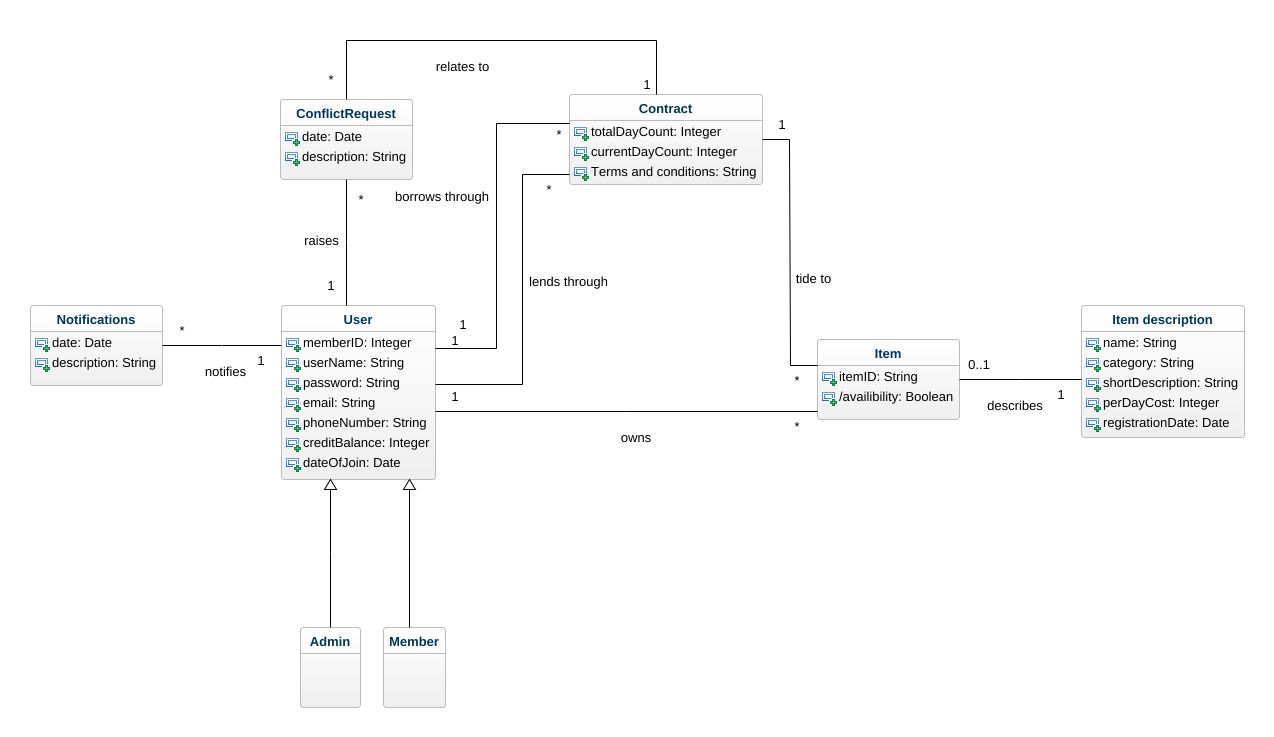 relates to
*
1
ConflictRequest
date: Date
description: String
Contract
totalDayCount: Integer
currentDayCount: Integer
Terms and conditions: String
*
*
1
*
borrows through
raises
1
lends through
tide to
Notifications
date: Date
description: String
*
1
notifies
User
memberID: Integer
userName: String
password: String
email: String
phoneNumber: String
creditBalance: Integer
dateOfJoin: Date
1
1
1
owns
*
*
Item
itemID: String
/availibility: Boolean
0..1
1
describes
Item description
name: String
category: String
shortDescription: String
perDayCost: Integer
registrationDate: Date
Admin
Member